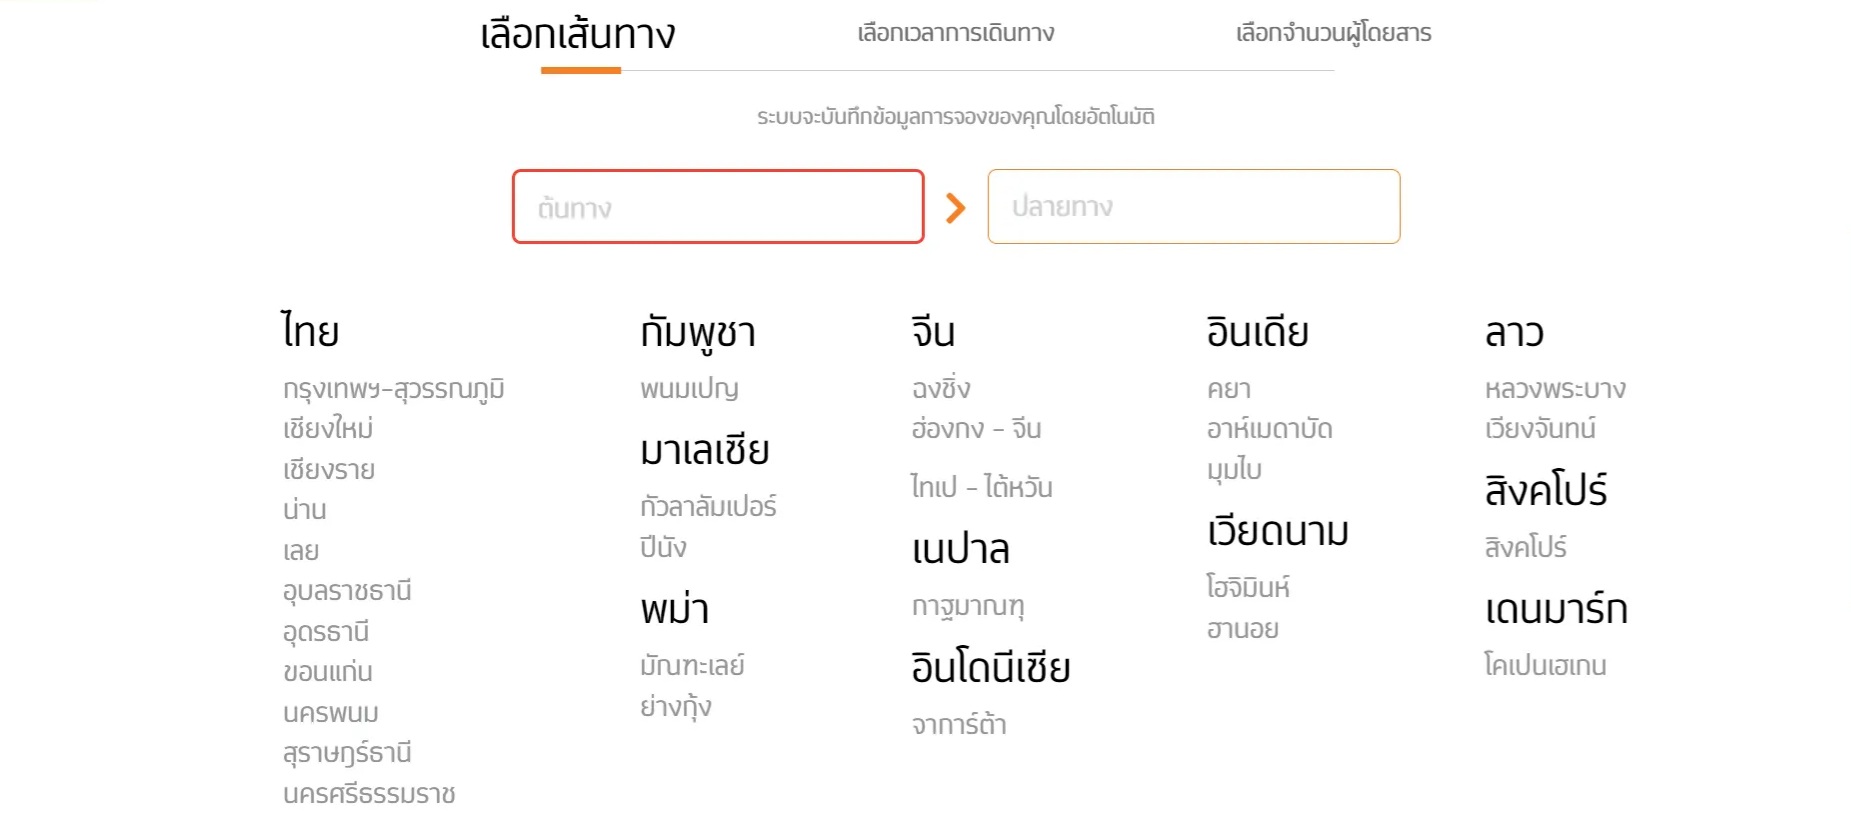 เลือกเส้นทาง
เลือกเวลาการเดินทาง
เลือกจำนวนผู้โดยสาร
ระบบจะบันทึกข้อมูลการจองของคุณโดยอัตโนมัติ
ต้นทาง
ปลายทาง
ไทย
กรุงเทพฯ-สุวรรณภูมิ
เชียงใหม่
เชียงราย
น่าน
เลย
อุบลราชธานี
อุดรธานี
ขอนแก่น
นครพนม
สุราษฎร์ธานี
นครศรีธรรมราช
กัมพูชา
พนมเปญ
มาเลเซีย
กัวลาลัมเปอร์
ปีนัง
พม่า
มัณฑะเลย์
ย่างกุ้ง
จีน
ฉงชิ่ง
ฮ่องกง - จีน
ไทเป - ไต้หวัน
เนปาล
กาฐมาณฑุ
อินโดนีเซีย
จาการ์ต้า
อินเดีย
คยา
อาห์เมดาบัด
มุมไบ
เวียดนาม
โฮจิมินห์
ฮานอย
ลาว
หลวงพระบาง
เวียงจันทน์
สิงคโปร์
สิงคโปร์
เดนมาร์ก
โคเปนเฮเกน